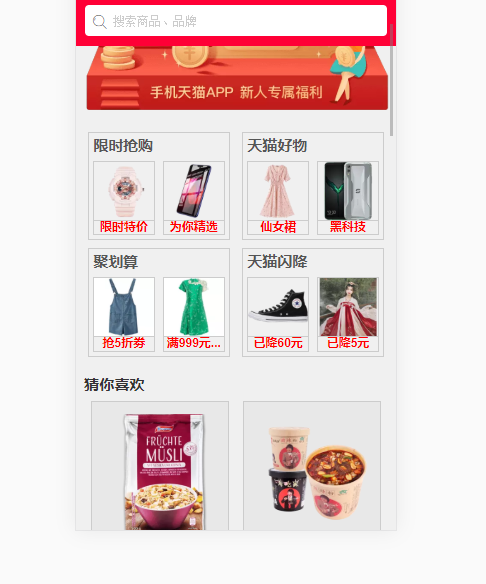 搜索商品、品牌
手机天猫APP 新人专属福利
限时抢购
天猫好物
限时特价
为你精选
仙女裙
黑科技
聚划算
天猫闪降
抢5折券
满999元...
已降60元
已降5元
猜你喜欢
FRÜCHTE
MÜSLI